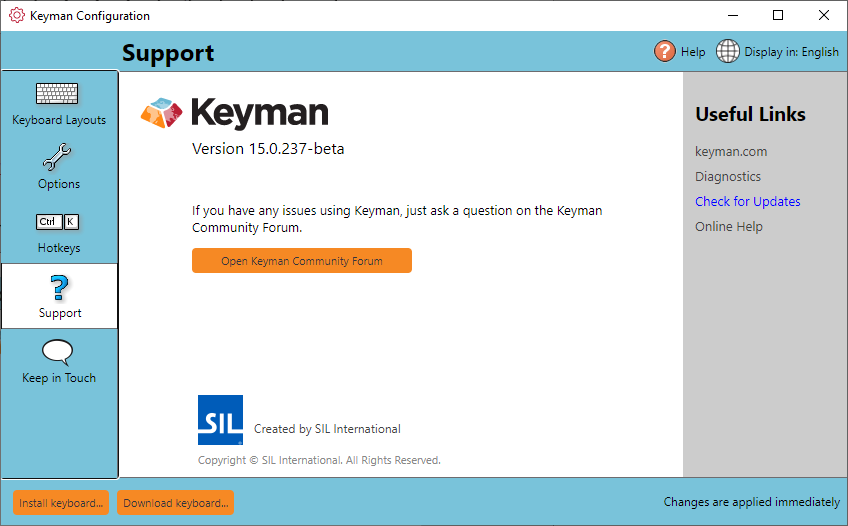 Keyman Configuration
Support
Help
Display in: English
Keyboard Layouts
Options
Ctrl K
Hotkeys
?
Support
Keep in Touch
Keyman
Version 15.0.237-beta
If you have any issues using Keyman, just ask a question on the Keyman
Community Forum.
Open Keyman Community Forum
SIL
Created by SIL International
Copyright © SIL International. All Rights Reserved.
Useful Links
keyman.com
Diagnostics
Check for Updates
Online Help
Install keyboard...
Download keyboard...
Changes are applied immediately